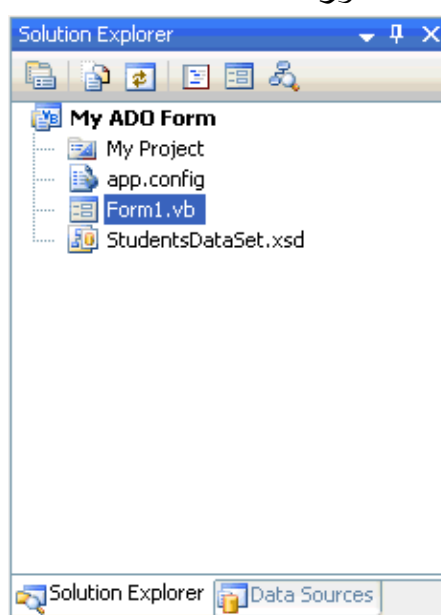 Solution Explorer
My ADO Form
My Project
app.config
Form1.vb
StudentsDataSet.xsd
Solution Explorer Data Sources